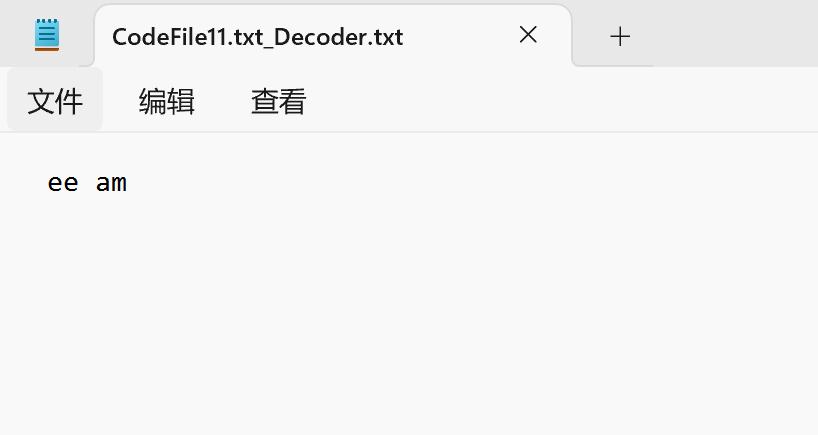 CodeFile11.txt_Decoder.txt
文件 编辑 查看
ee am